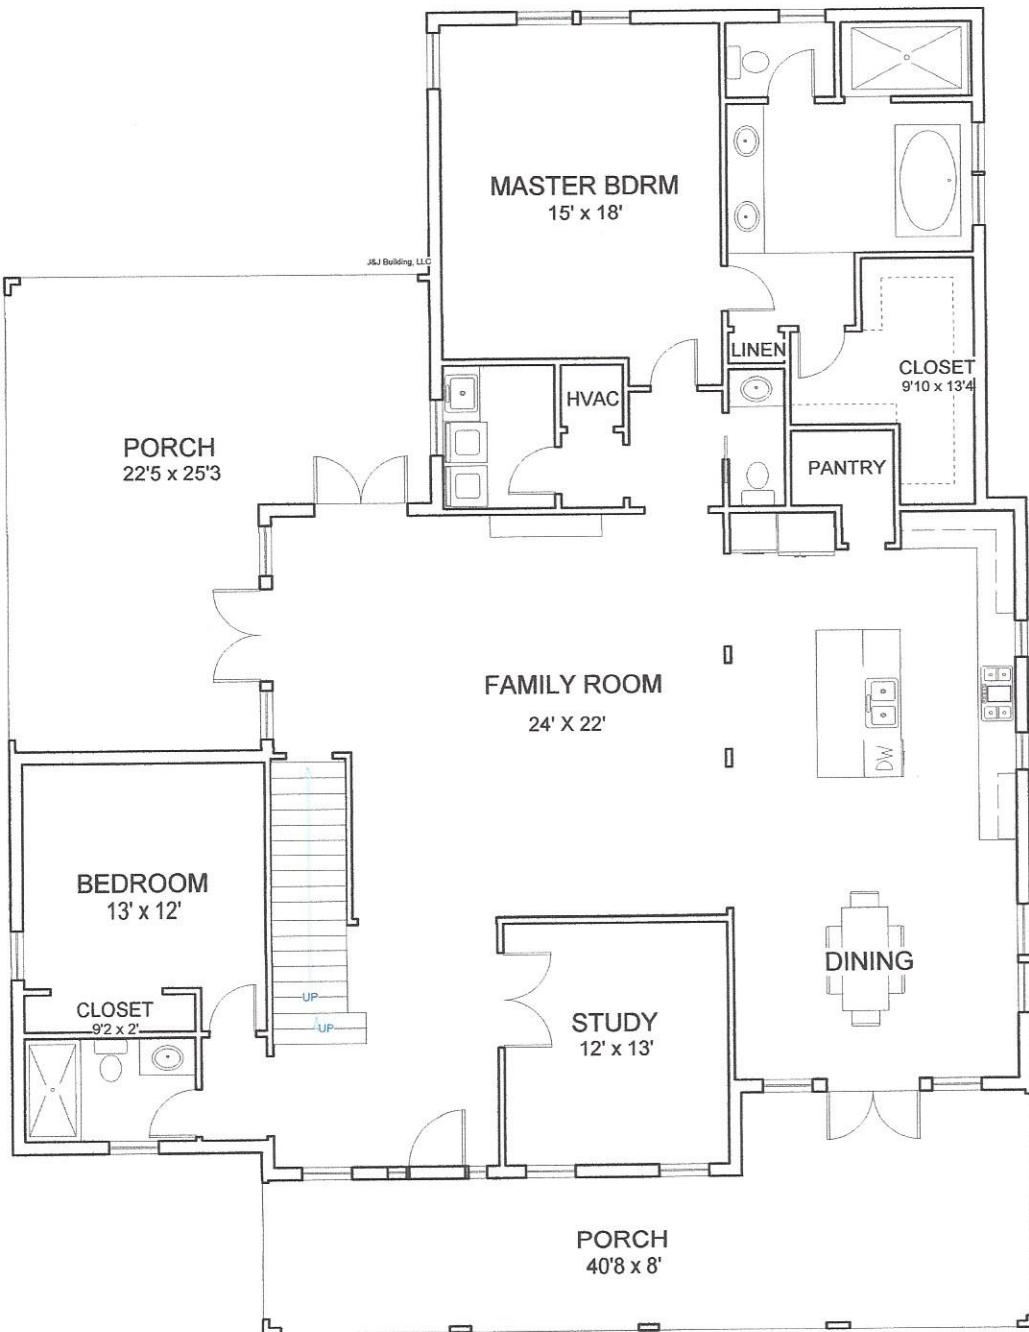 MASTER BDRM
15' x 18'
J&J Building, LLC
LINEN
CLOSET
9'10 x 13'4
HVAC
PORCH
22'5 x 25'3
PANTRY
FAMILY ROOM
24' X 22'
DW
BEDROOM
13' x 12'
DINING
UP
CLOSET
9'2 x 2'
UP
STUDY
12' x 13'
PORCH
40'8 x 8'